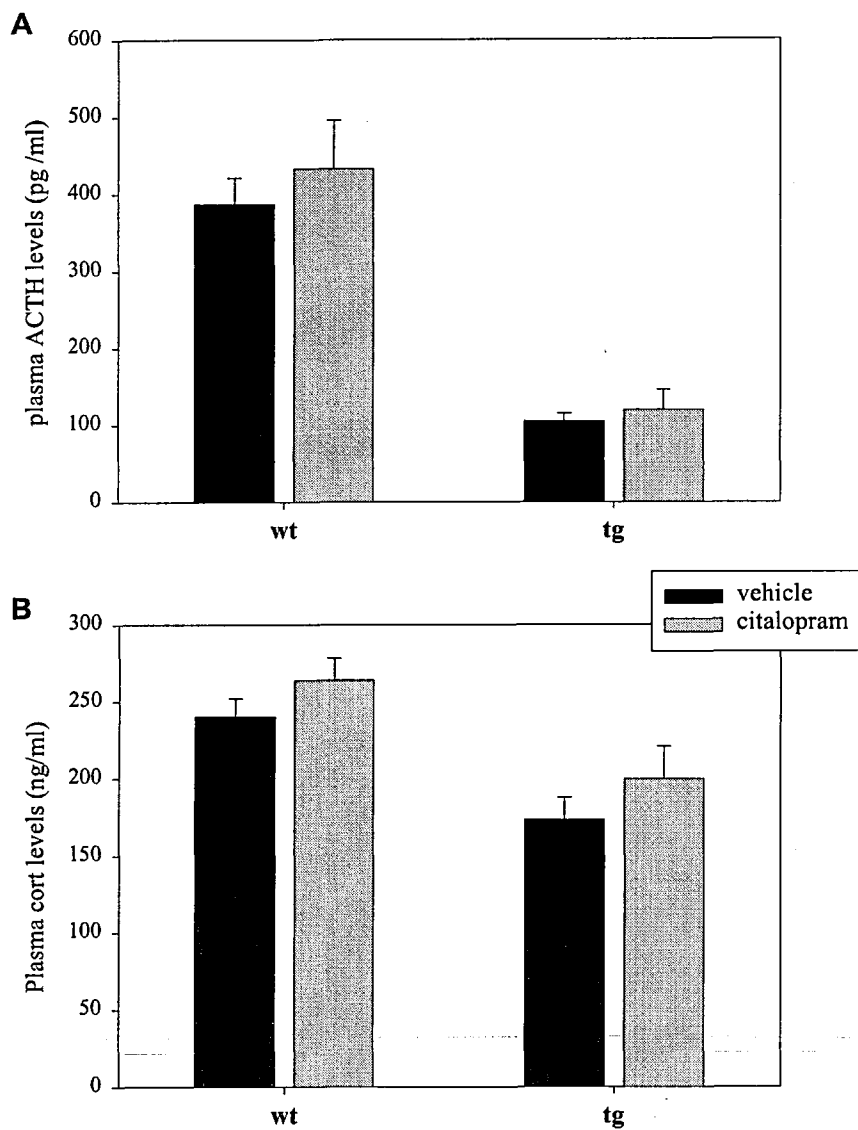 A
600
500
400
300
200
100
0
plasma ACTH levels (pg /ml)
wt tg
vehicle
citalopram
B
300
250
200
150
100
50
0
Plasma cort levels (ng/ml)
wt tg